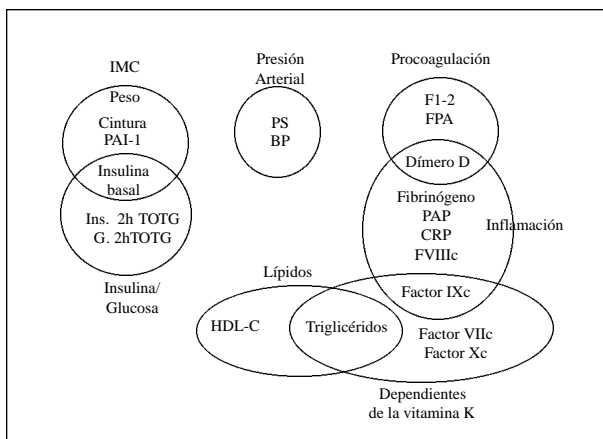 IMC
Peso
Cintura
PAI-1
Insulina
basal
Ins. 2h TOTG
G. 2hTOTG
Insulina/
Glucosa
Presión
Arterial
PS
BP
Procoagulación
F1-2
FPA
Dímero D
Fibrinógeno
PAP
CRP
FVIIIc
Inflamación
Factor IXc
Lípidos
HDL-C
Triglicéridos
Factor VIIc
Factor Xc
Dependientes
de la vitamina K